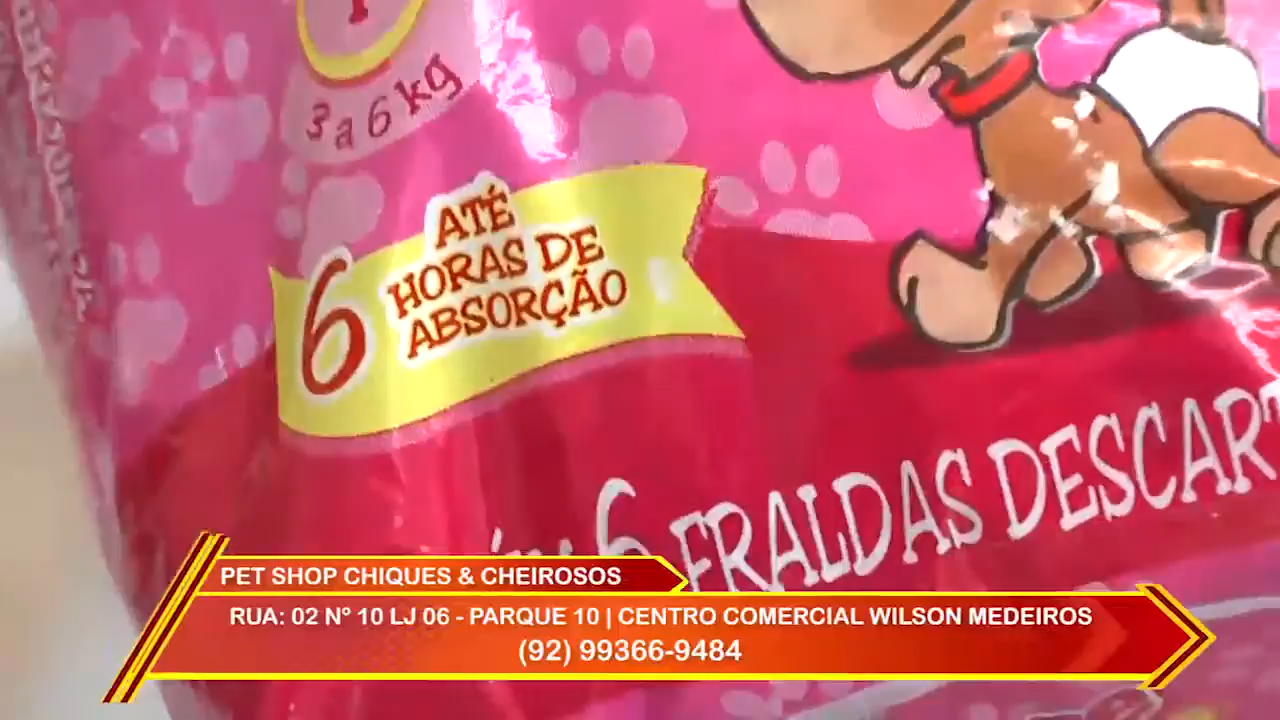 3 a 6 kg
ATÉ
6 HORAS DE
ABSORÇÃO
6 FRALDAS DESCART
PET SHOP CHIQUES & CHEIROSOS
RUA: 02 Nº 10 LJ 06 - PARQUE 10 | CENTRO COMERCIAL WILSON MEDEIROS
(92) 99366-9484